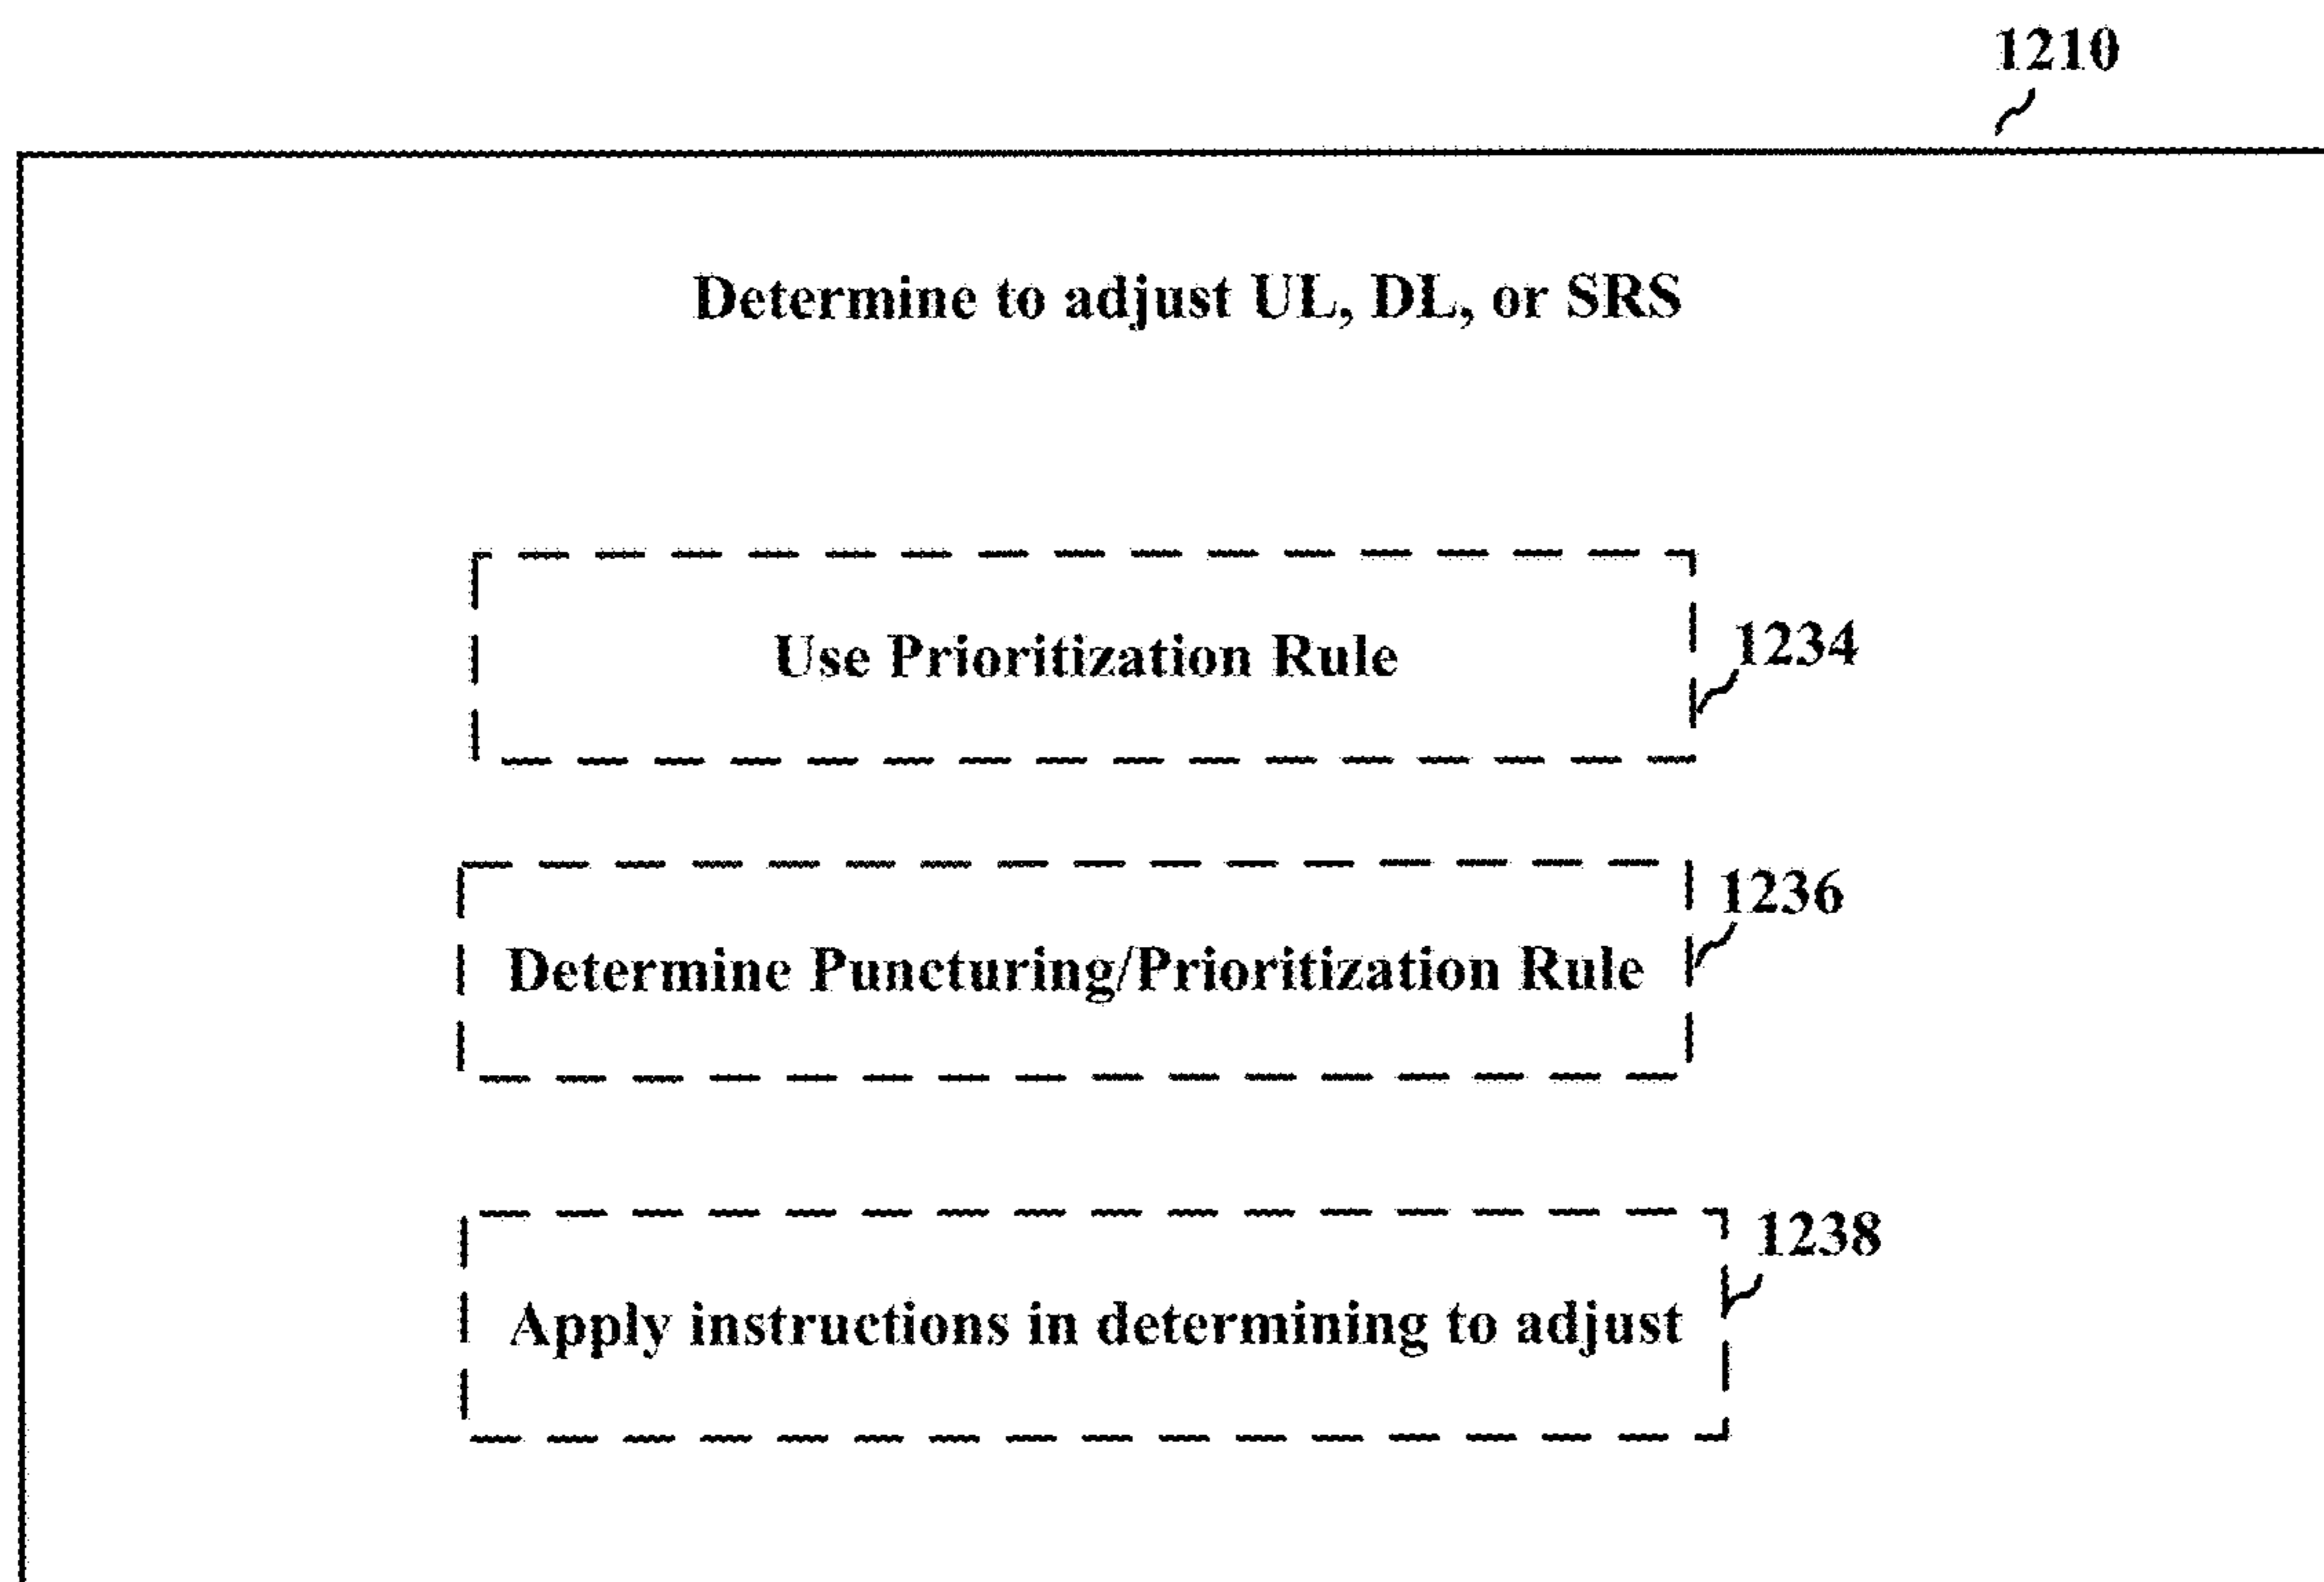 1210
Determine to adjust UL, DL, or SRS
Use Prioritization Rule
1234
1236
Determine Puncturing/Prioritization Rule
1238
Apply instructions in determining to adjust